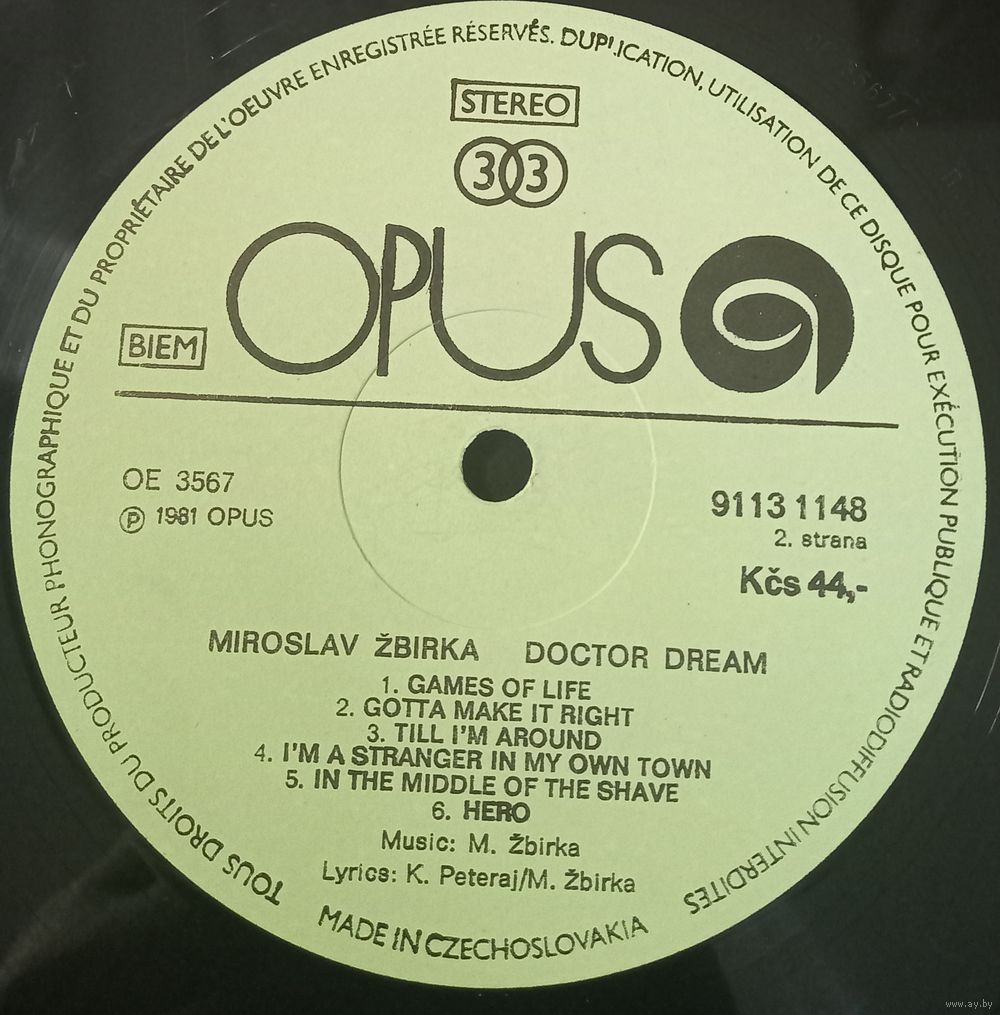 TOUS DROITS DU PRODUCTEUR PHONOGRAPHIQUE ET DU PROPRIÉTAIRE DE L'OEUVRE ENREGISTRÉE RÉSERVÉS. DUPLICATION, UTILISATION DE CE DISQUE POUR EXÉCUTION PUBLIQUE ET RADIODIFFUSION INTERDITES
STEREO
33
OPUS
BIEM
OE 3567
℗ 1981 OPUS
9113 1148
2. strana
Kčs 44,-
MIROSLAV ŽBIRKA DOCTOR DREAM
1. GAMES OF LIFE
2. GOTTA MAKE IT RIGHT
3. TILL I'M AROUND
4. I'M A STRANGER IN MY OWN TOWN
5. IN THE MIDDLE OF THE SHAVE
6. HERO
Music: M. Žbirka
Lyrics: K. Peteraj/M. Žbirka
MADE IN CZECHOSLOVAKIA
www.ay.by